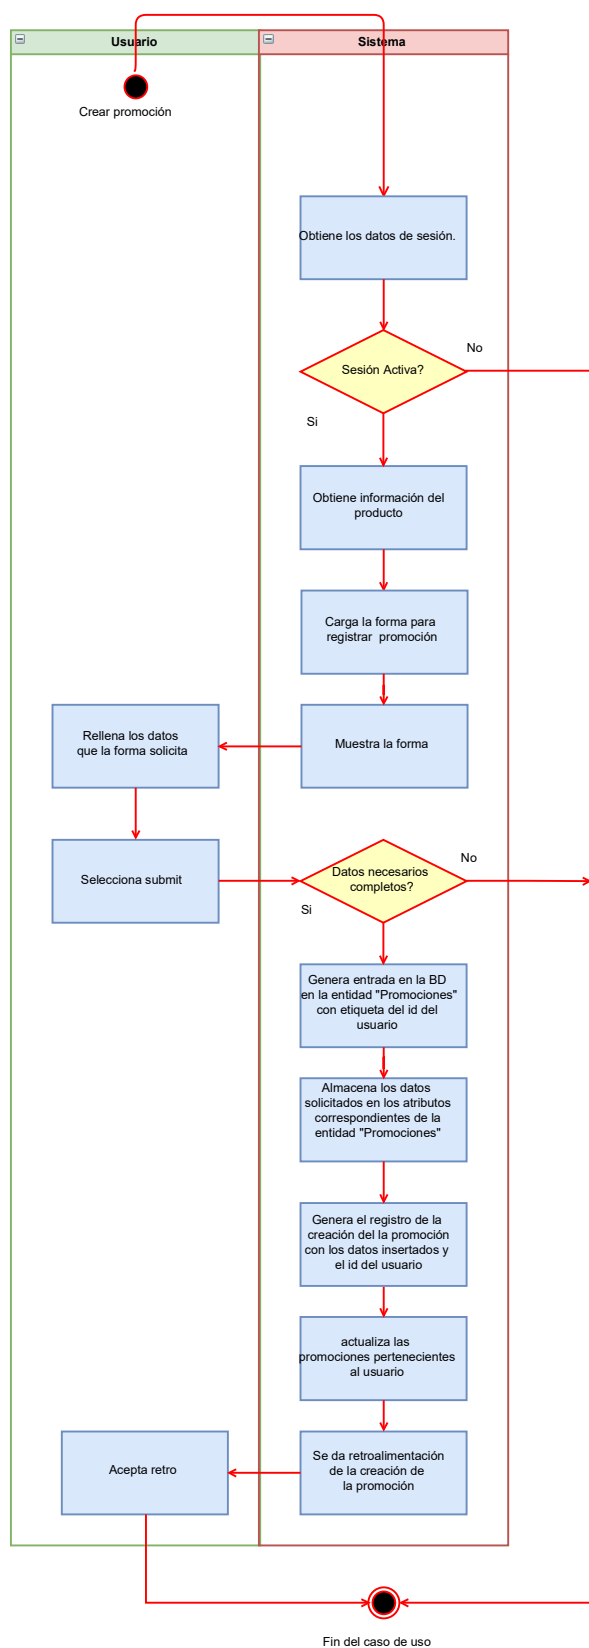 Usuario
Sistema
Crear promoción
Obtiene los datos de sesión.
Sesión Activa?
No
Si
Obtiene información del
producto
Carga la forma para
registrar promoción
Muestra la forma
Rellena los datos
que la forma solicita
Selecciona submit
Datos necesarios
completos?
No
Si
Genera entrada en la BD
en la entidad "Promociones"
con etiqueta del id del
usuario
Almacena los datos
solicitados en los atributos
correspondientes de la
entidad "Promociones"
Genera el registro de la
creación del la promoción
con los datos insertados y
el id del usuario
actualiza las
promociones pertenecientes
al usuario
Se da retroalimentación
de la creación de
la promoción
Acepta retro
Fin del caso de uso